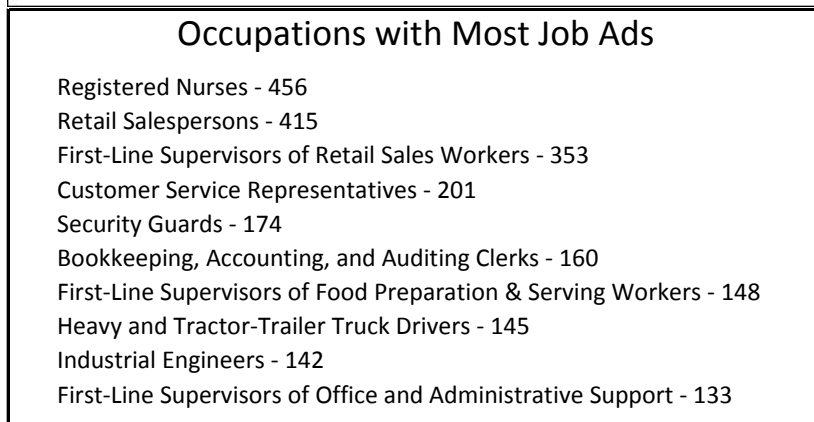 Occupations with Most Job Ads
Registered Nurses - 456
Retail Salespersons - 415
First-Line Supervisors of Retail Sales Workers - 353
Customer Service Representatives - 201
Security Guards - 174
Bookkeeping, Accounting, and Auditing Clerks - 160
First-Line Supervisors of Food Preparation & Serving Workers - 148
Heavy and Tractor-Trailer Truck Drivers - 145
Industrial Engineers - 142
First-Line Supervisors of Office and Administrative Support - 133